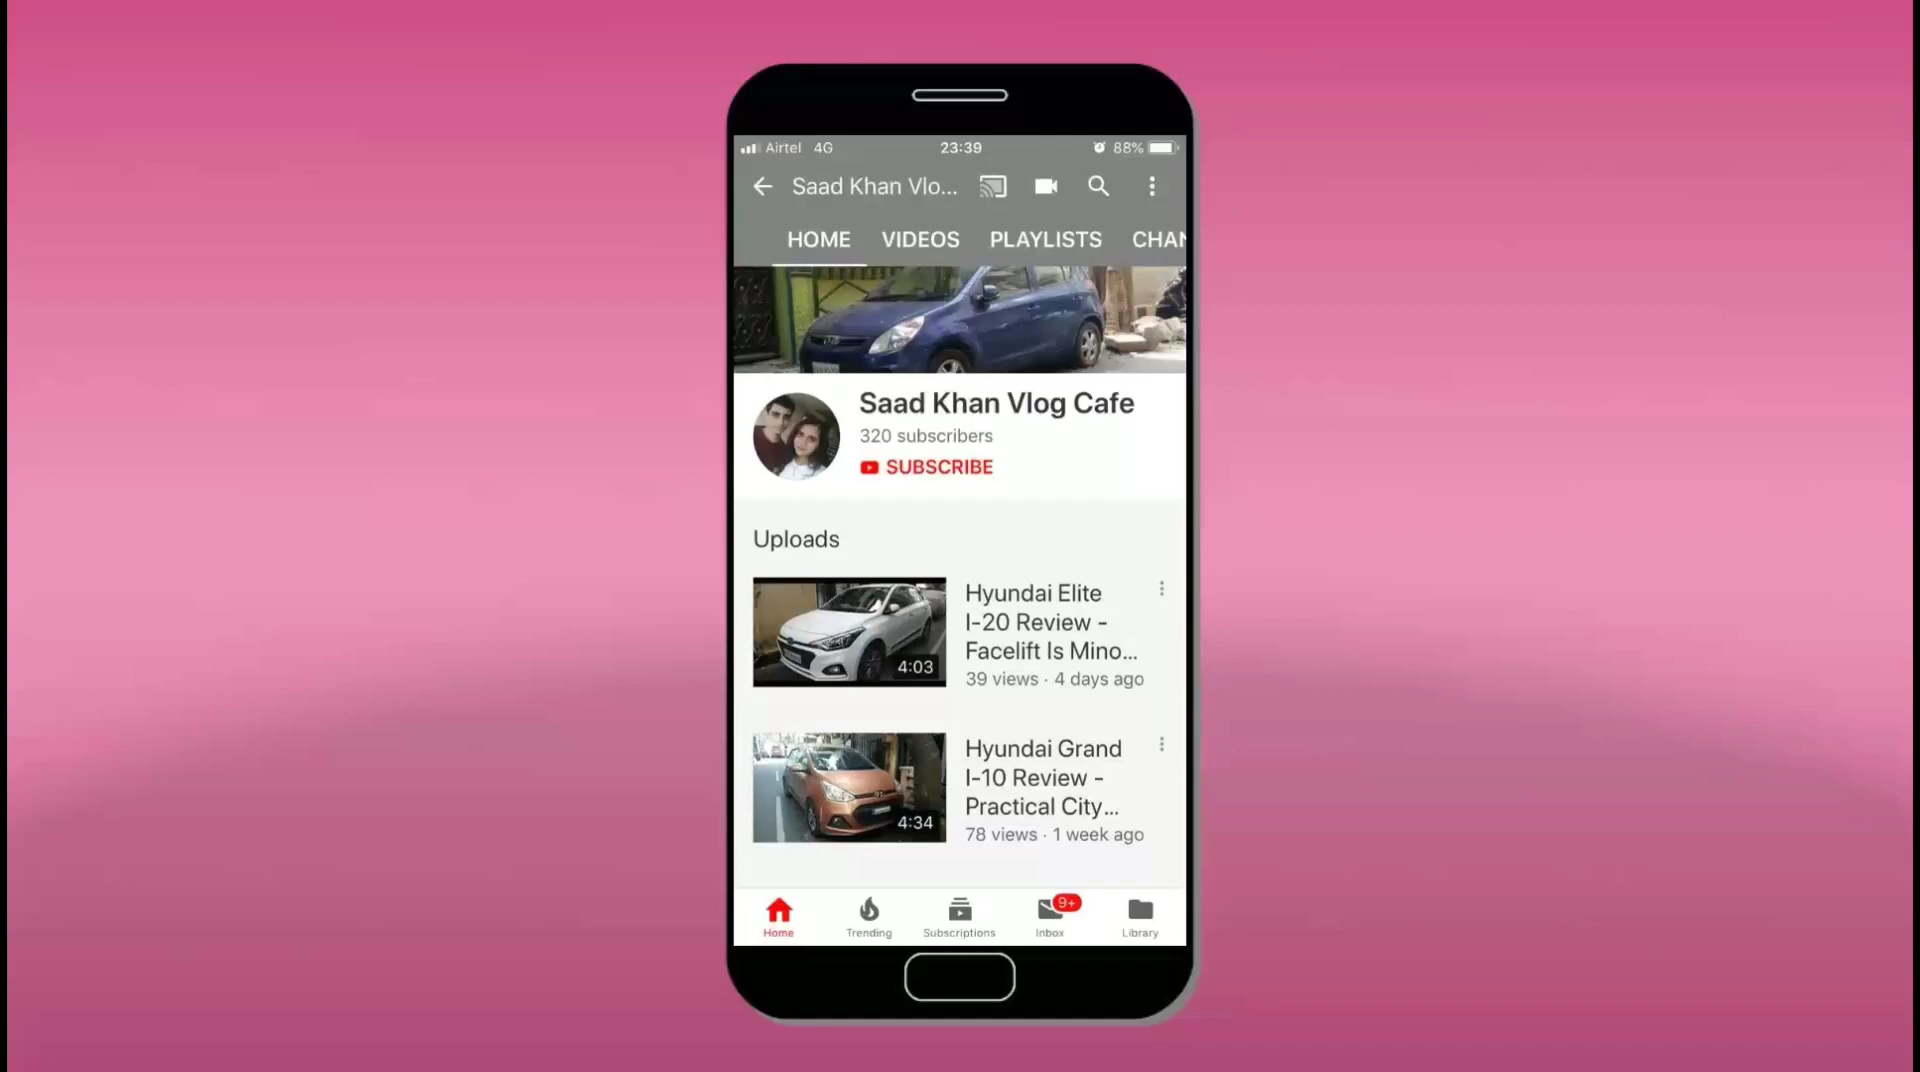 Airtel 4G 23:39 88%
Saad Khan Vlo...
HOME VIDEOS PLAYLISTS CHAN
Saad Khan Vlog Cafe
320 subscribers
SUBSCRIBE
Uploads
Hyundai Elite
I-20 Review -
Facelift Is Mino...
39 views · 4 days ago
4:03
Hyundai Grand
I-10 Review -
Practical City...
78 views · 1 week ago
4:34
9+
Home Trending Subscriptions Inbox Library